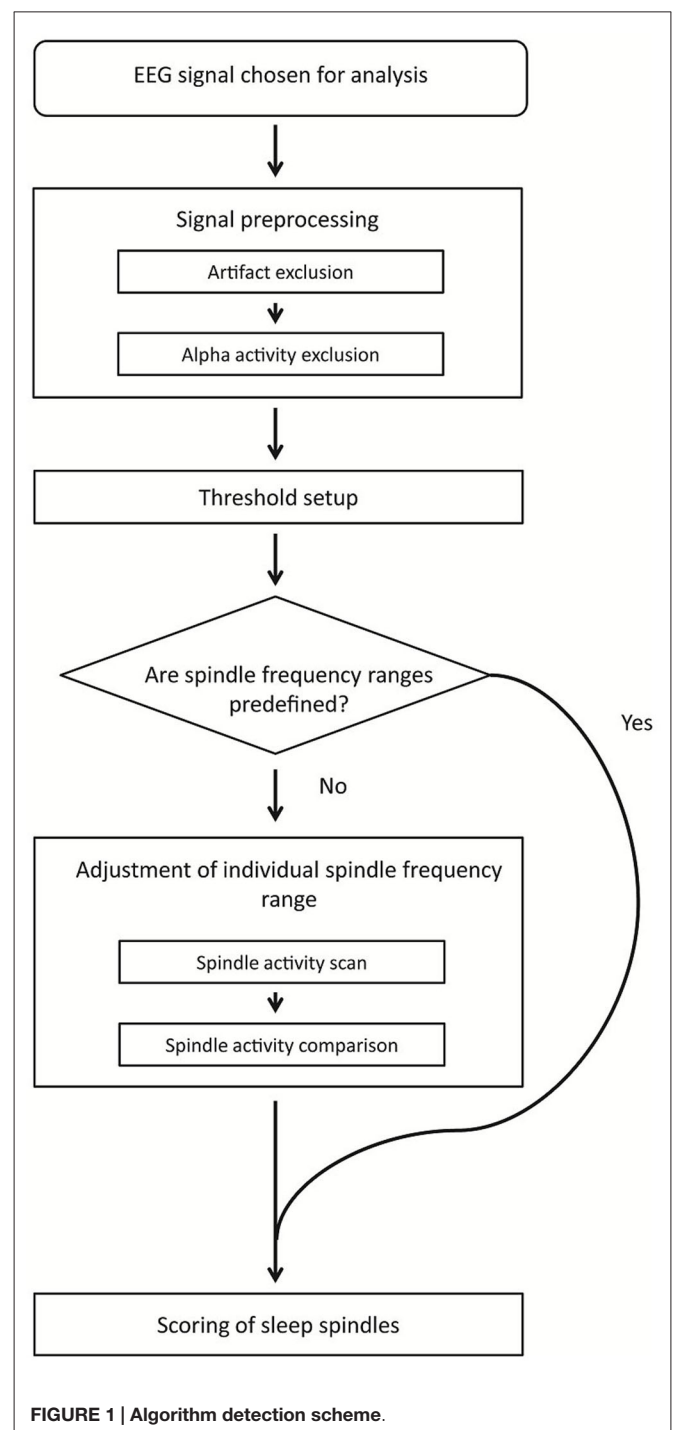 EEG signal chosen for analysis
Signal preprocessing
Artifact exclusion
Alpha activity exclusion
Threshold setup
Are spindle frequency ranges
predefined?
Yes
No
Adjustment of individual spindle frequency
range
Spindle activity scan
Spindle activity comparison
Scoring of sleep spindles
FIGURE 1 | Algorithm detection scheme.